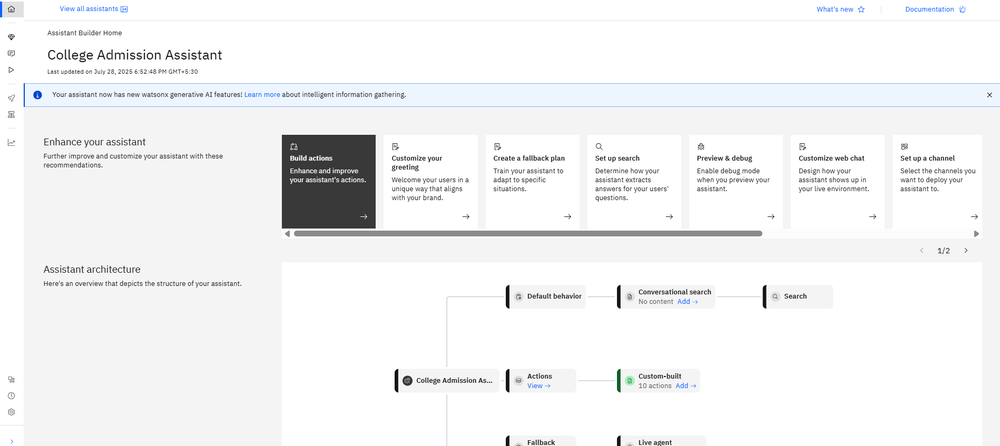 View all assistants
What's new
Documentation
Assistant Builder Home
College Admission Assistant
Last updated on July 28, 2025 6:52:48 PM GMT+5:30
Your assistant now has new watsonx generative AI features! Learn more about intelligent information gathering.
Enhance your assistant
Further improve and customize your assistant with these
recommendations.
Build actions
Enhance and improve
your assistant's actions.
Customize your
greeting
Welcome your users in a
unique way that aligns
with your brand.
Create a fallback plan
Train your assistant to
adapt to specific
situations.
Set up search
Determine how your
assistant extracts
answers for your users'
questions.
Preview & debug
Enable debug mode
when you preview your
assistant.
Customize web chat
Design how your
assistant shows up in
your live environment.
Set up a channel
Select the channels you
want to deploy your
assistant to.
1/2
Assistant architecture
Here's an overview that depicts the structure of your assistant.
Default behavior
Conversational search
No content Add →
Search
College Admission As...
Actions
View →
Custom-built
10 actions Add →
Fallback
Live agent